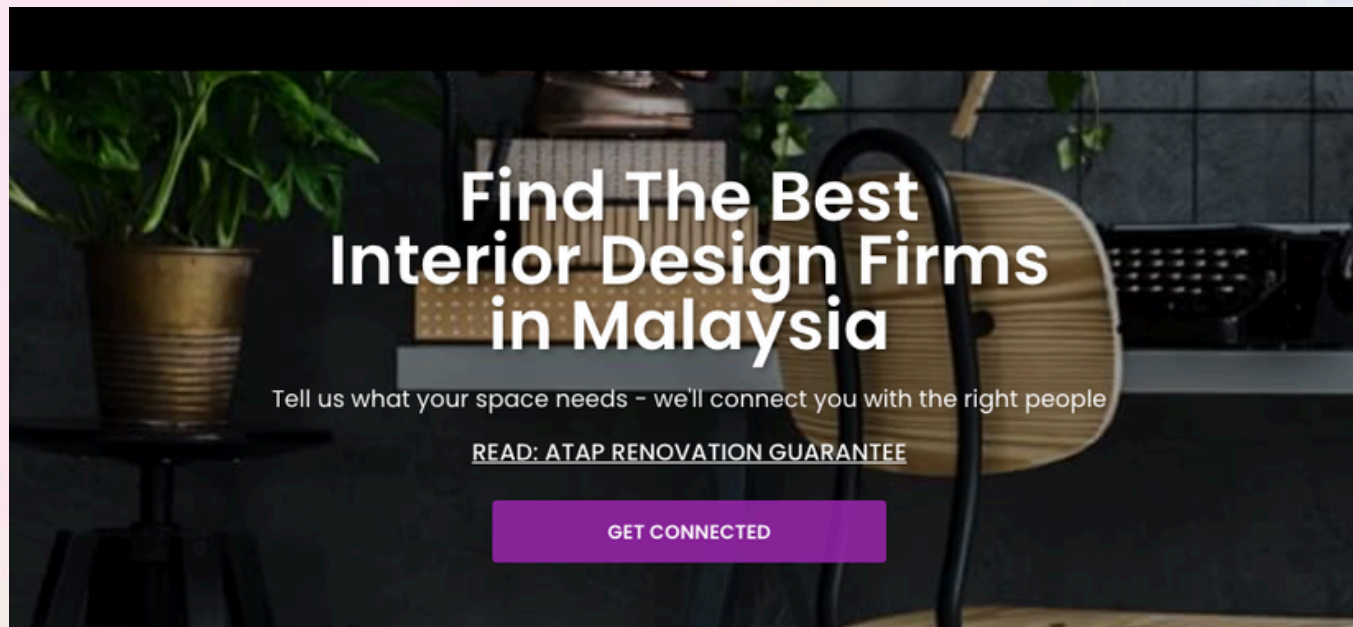 Find The Best
Interior Design Firms
in Malaysia
Tell us what your space needs - we'll connect you with the right people
READ: ATAP RENOVATION GUARANTEE
GET CONNECTED